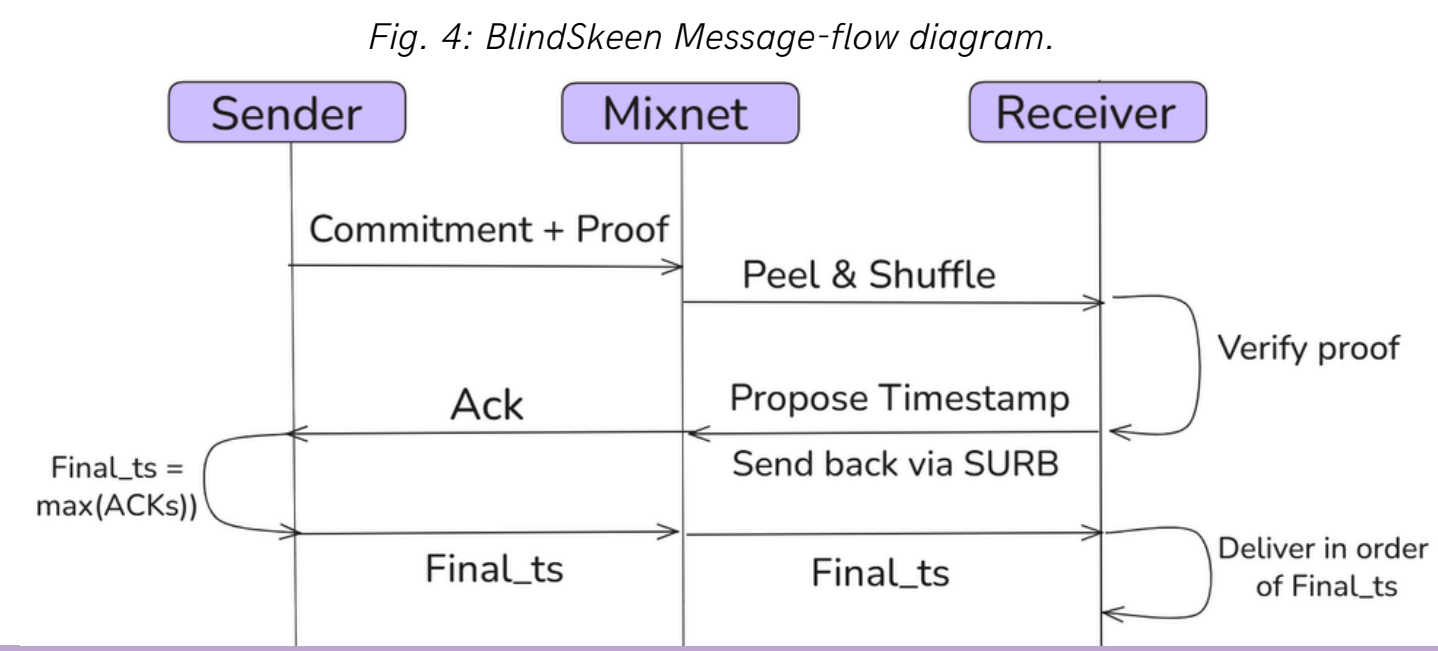 Fig. 4: BlindSkeen Message-flow diagram.
Sender
Mixnet
Receiver
Commitment + Proof
Peel & Shuffle
Verify proof
Ack
Propose Timestamp
Send back via SURB
Final_ts =
max(ACKs))
Final_ts
Final_ts
Deliver in order
of Final_ts